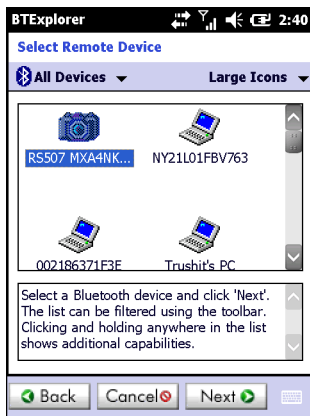 BTExplorer 2:40
Select Remote Device
All Devices Large Icons
RS507 MXA4NK... NY21L01FBV763
002186371F3E Trushit's PC
Select a Bluetooth device and click 'Next'.
The list can be filtered using the toolbar.
Clicking and holding anywhere in the list
shows additional capabilities.
Back Cancel Next